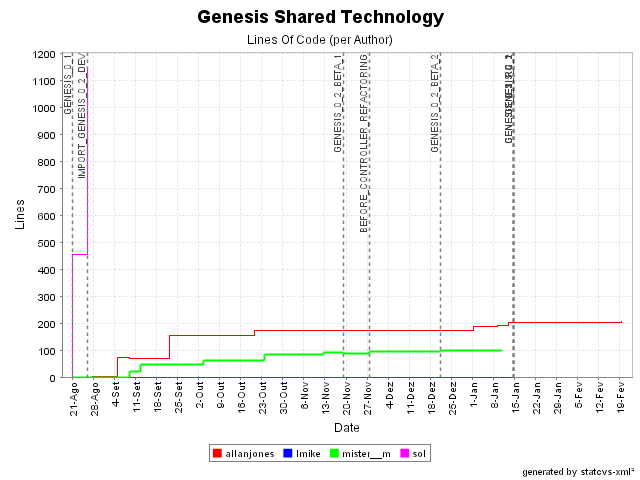 Genesis Shared Technology
Lines Of Code (per Author)
Lines
1200
1100
1000
900
800
700
600
500
400
300
200
100
0
GENESIS_0_1
IMPORT_GENESIS_0_2_DEV
GENESIS_0_2_BETA_1
BEFORE_CONTROLLER_REFACTORING
GENESIS_0_2_BETA_2
21-Ago
28-Ago
4-Set
11-Set
18-Set
25-Set
2-Out
9-Out
16-Out
23-Out
30-Out
6-Nov
13-Nov
20-Nov
27-Nov
4-Dez
11-Dez
18-Dez
25-Dez
1-Jan
8-Jan
15-Jan
22-Jan
29-Jan
5-Fev
12-Fev
19-Fev
Date
allanjones lmike mister__m sol
generated by statcvs-xml²